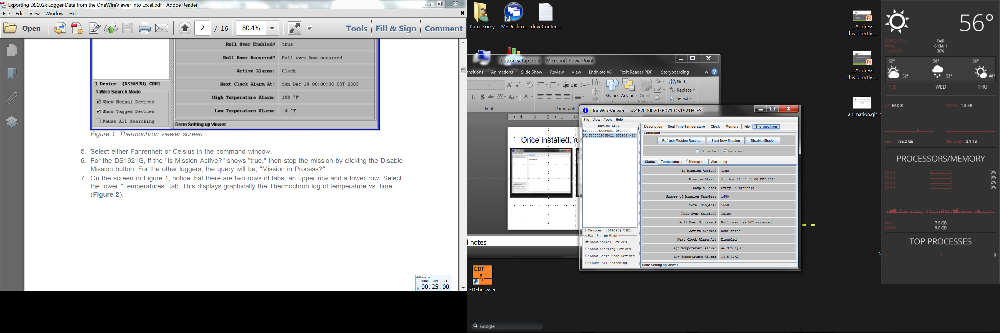 Exporting DS192x Logger Data from the OneWireViewer into Excel.pdf - Adobe Reader
File Edit View Window Help
Open
2 / 16
80.4%
Tools Fill & Sign Comment
Roll Over Enabled? true
Roll Over Occurred? Roll over has occurred
Active Alarms: Clock
Next Clock Alarm At: Sun Dec 18 00:00:00 CST 2005
High Temperature Alarm: 158 °F
Low Temperature Alarm: -4 °F
1 Device {DS9097U} COM1
1-Wire Search Mode
Show Normal Devices
Show Tagged Devices
Pause All Searching
Done Setting up viewer
Figure 1. Thermochron viewer screen.
5. Select either Fahrenheit or Celsius in the command window.
6. For the DS1921G, if the "Is Mission Active?" shows "true," then stop the mission by clicking the Disable
Mission button. For the other loggers, the query will be, "Mission in Process?"
7. On the screen in Figure 1, notice that there are two rows of tabs, an upper row and a lower row. Select
the lower "Temperatures" tab. This displays graphically the Thermochron log of temperature vs. time
(Figure 2).
deliberative
HOUR MIN SEC
00:25:00
Kam, Korey
MSDeskto...
driveConten...
ibutton setup.pptx - Microsoft PowerPoint
ansitions Animations Slide Show Review View EndNote X8 Foxit Reader PDF Storyboarding
Shapes Arrange Quick Styles
Find
Replace
Select
Font
Paragraph
Once installed, ru
d notes
OneWireViewer - 5A4F20000203B021 DS1921H-F5
File View Tools Help
Device List
B60000003A286D81 DS1990A
5A4F20000203B021 DS1921H-F5
2 Devices {DS9490} USB1
1-Wire Search Mode
Show Normal Devices
Show Alarming Devices
Show Chain Mode Devices
Pause All Searching
Description Real-Time Temperature Clock Memory File Thermochron
Command
Refresh Mission Results Start New Mission Disable Mission
Fahrenheit Celsius
Status Temperatures Histogram Alarm Log
Is Mission Active? true
Mission Start: Fri Apr 06 06:51:00 EDT 2018
Sample Rate: Every 15 minute(s)
Number of Mission Samples: 1650
Total Samples: 1650
Roll Over Enabled? false
Roll Over Occurred? Roll over has NOT occurred
Active Alarms: None fired
Next Clock Alarm At: Disabled
High Temperature Alarm: 46.375 ï¿½C
Low Temperature Alarm: 14.5 ï¿½C
Done Setting up viewer
EDF
EDFbrowser
Google
__Address
this directly_...
__Address
this directly_...
animation.gif
56°
CURRENTLY: FAIR
WIND: 6 KM/H
HUMIDITY: 30%
62° 52° 58° 53° 66° 48°
TUE WED THU
UP: 64.0 B DOWN: 1.8 KB
SENT: 795.2 GB RECIEVED: 3.1 TB
PROCESSORS/MEMORY
CPU 1: 9%
CPU 2: 0%
CPU 3: 2%
CPU 4: 0%
RAM: 7.9 GB
SWAP: 9.6 GB
TOP PROCESSES
0 0 0